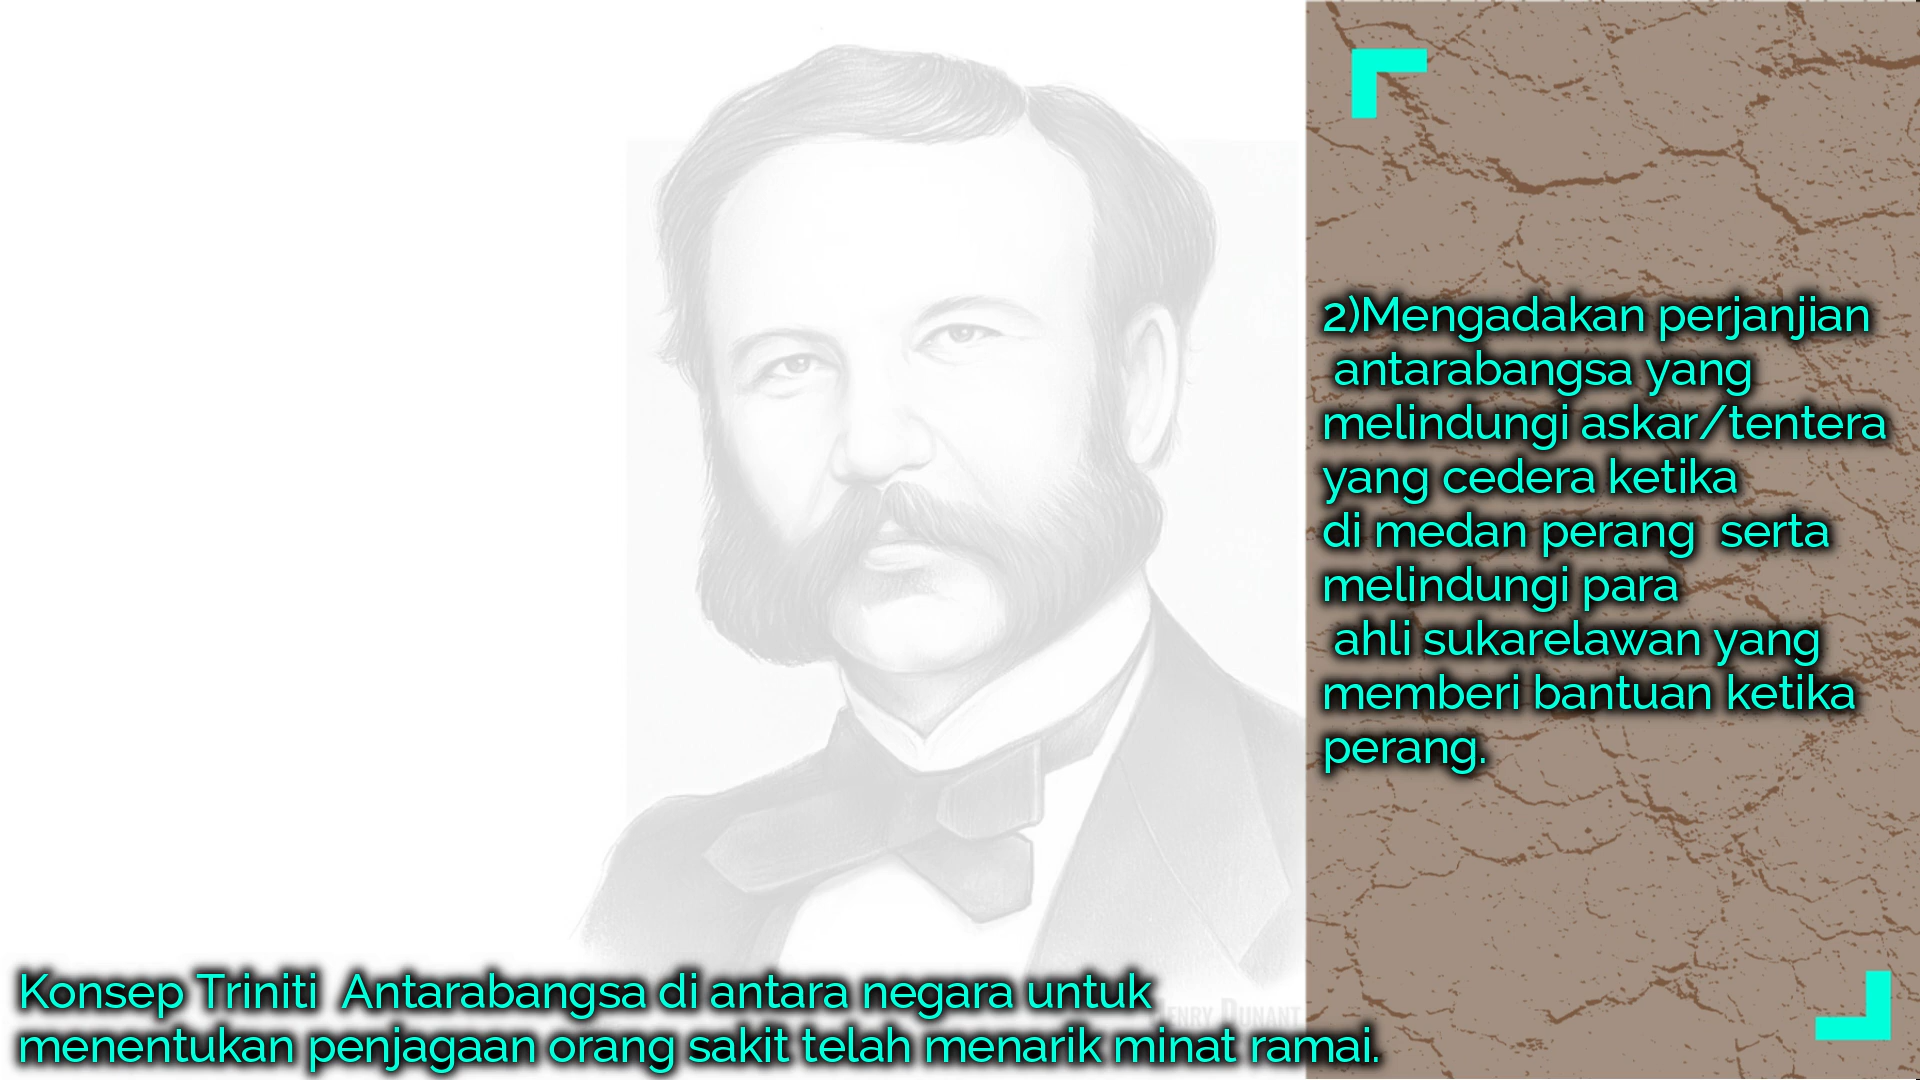 2)Mengadakan perjanjian
antarabangsa yang
melindungi askar/tentera
yang cedera ketika
di medan perang  serta
melindungi para
ahli sukarelawan yang
memberi bantuan ketika
perang.
Konsep Triniti  Antarabangsa di antara negara untuk
menentukan penjagaan orang sakit telah menarik minat ramai.
Henry Dunant